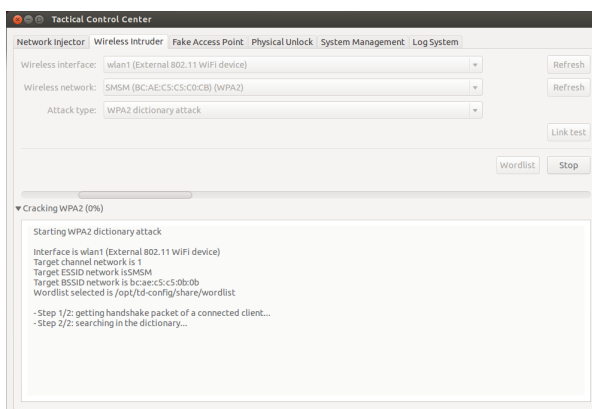 Tactical Control Center
Network Injector Wireless Intruder Fake Access Point Physical Unlock System Management Log System
Wireless interface: wlan1 (External 802.11 WiFi device) Refresh
Wireless network: SMSM (BC:AE:C5:C5:C0:CB) (WPA2) Refresh
Attack type: WPA2 dictionary attack
Link test
Wordlist Stop
Cracking WPA2 (0%)
Starting WPA2 dictionary attack
Interface is wlan1 (External 802.11 WiFi device)
Target channel network is 1
Target ESSID network isSMSM
Target BSSID network is bc:ae:c5:c5:0b:0b
Wordlist selected is /opt/td-config/share/wordlist
- Step 1/2: getting handshake packet of a connected client...
- Step 2/2: searching in the dictionary...